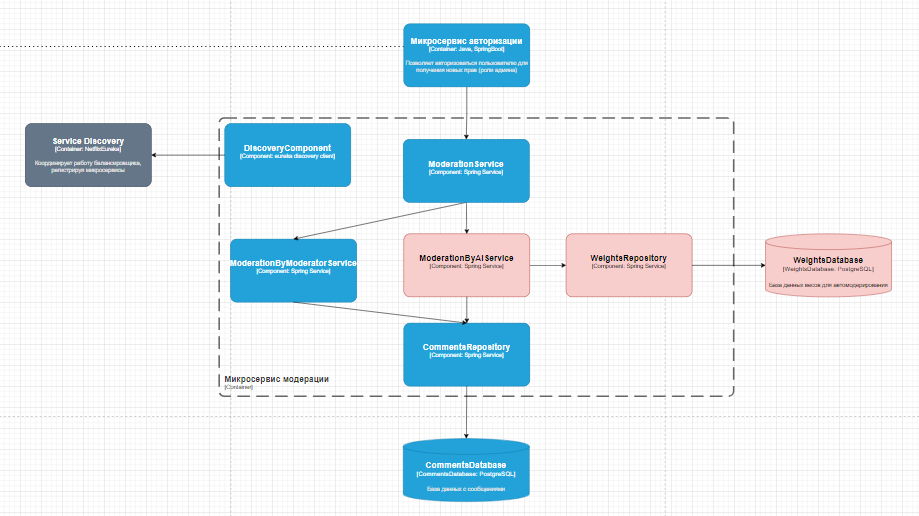 Микросервис авторизации
[Container: Java, SpringBoot]
Позволяет авторизоваться пользователю для
получения новых прав (роли админа)
Service Discovery
[Container: NetflixEureka]
Координирует работу балансировщика,
регистрируя микросервисы
DiscoveryComponent
[Component: eureka discovery client]
ModerationService
[Component: Spring Service]
ModerationByModeratorService
[Component: Spring Service]
ModerationByAIService
[Component: Spring Service]
WeightsRepository
[Component: Spring Service]
WeightsDatabase
[WeightsDatabase: PostgreSQL]
База данных весов для автомодерирования
CommentsRepository
[Component: Spring Service]
Микросервис модерации
[Container]
CommentsDatabase
[CommentsDatabase: PostgreSQL]
База данных с сообщениями